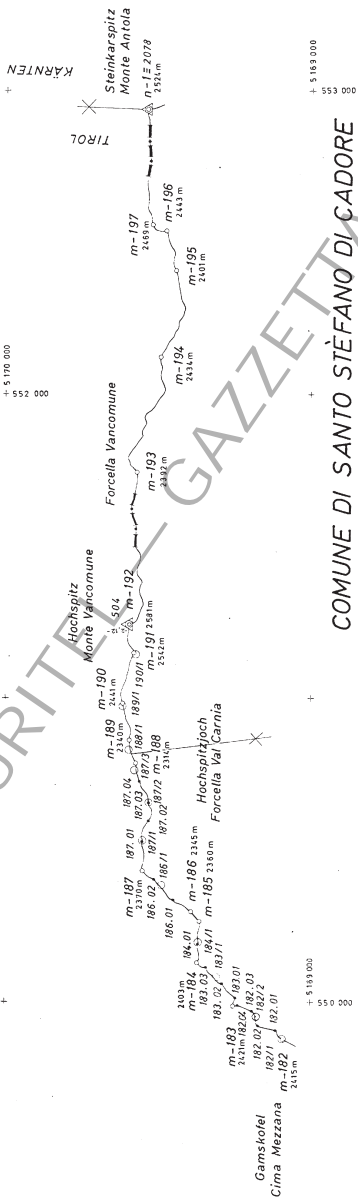 KÄRNTEN
TIROL
Steinkarspitz
Monte Antola
n-1≡2078
2524 m
5169 000
553 000
m-197
2469 m
m-196
2443 m
m-195
2401 m
m-194
2434 m
5170 000
552 000
Forcella Vancomune
m-193
2392 m
Hochspitz
Monte Vancomune
504
m-192
2581 m
m-191
2542 m
190/1
m-190
2441 m
189/1
m-189
2340 m
188/1
m-188
2314 m
187/3
187.04
187/2
187.03
187.02
187/1
187.01
m-187
2370 m
186/1
186.02
186.01
Hochspitzjoch
Forcella Val Carnia
m-186
2345 m
m-185
2360 m
184/1
184.01
m-184
2403 m
183/1
183.03
183.02
183.01
m-183
2421 m
182.04
182.03
182/2
182.02
182.01
182/1
m-182
2415 m
Gamskofel
Cima Mezzana
5169 000
550 000
COMUNE DI SANTO STÈFANO DI CADORE
ORITEL — GAZZETTA